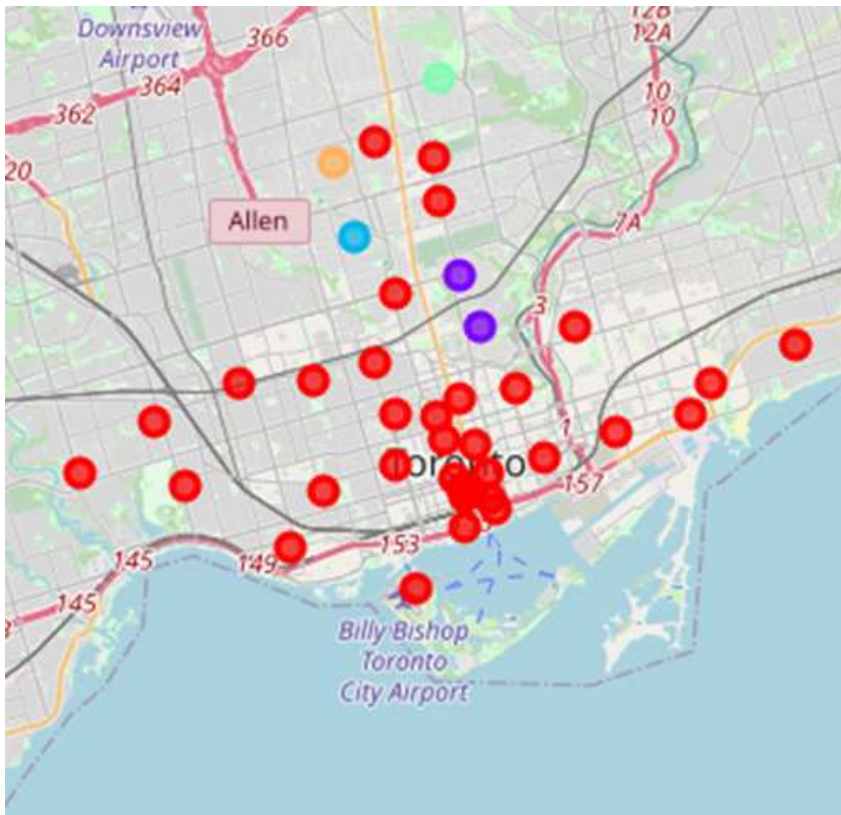 12B
12A
Downsview
Airport
366
364
362
10
10
20
Allen
7A
3
1
Toronto
157
153
149
145
145
Billy Bishop
Toronto
City Airport